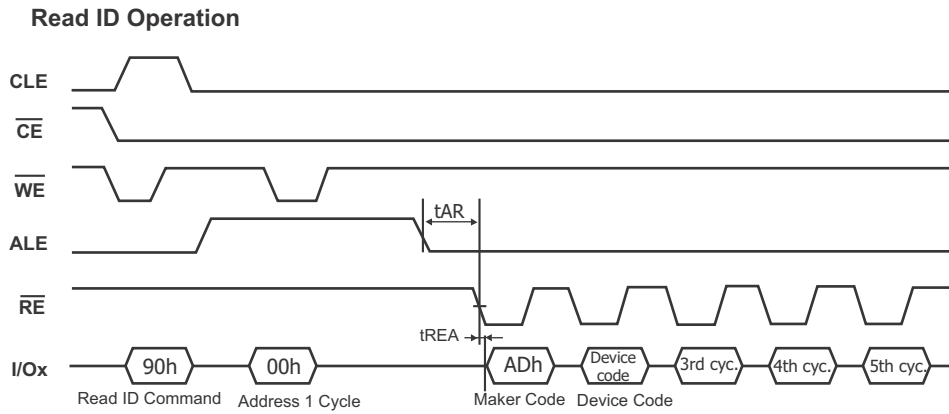 Read ID Operation
CLE
CE
WE
ALE
tAR
RE
tREA
I/Ox
90h
00h
ADh
Device
code
3rd cyc.
4th cyc.
5th cyc.
Read ID Command
Address 1 Cycle
Maker Code
Device Code